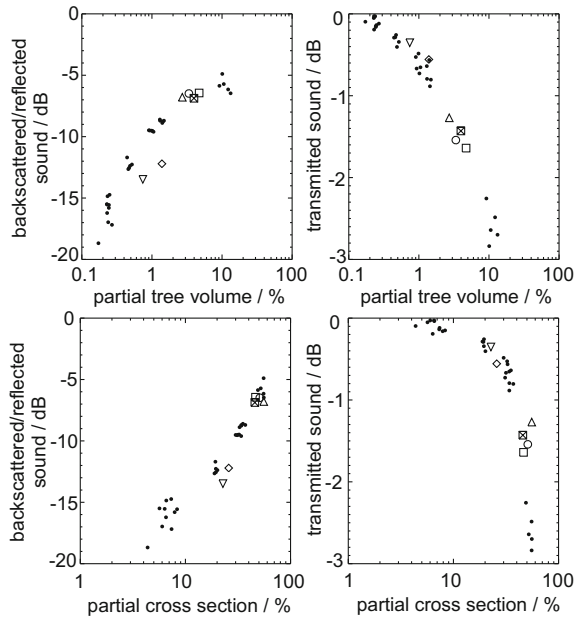 0
-5
-10
-15
-20
backscattered/reflected
sound / dB
0.1 1 10 100
partial tree volume / %
0
-1
-2
-3
transmitted sound / dB
0.1 1 10 100
partial tree volume / %
0
-5
-10
-15
-20
backscattered/reflected
sound / dB
1 10 100
partial cross section / %
0
-1
-2
-3
transmitted sound / dB
1 10 100
partial cross section / %